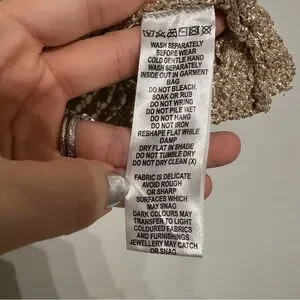 WASH SEPARATELY
BEFORE WEAR
COLD GENTLE HAND
WASH SEPARATELY
INSIDE OUT IN GARMENT
BAG
DO NOT BLEACH,
SOAK OR RUB
DO NOT WRING
DO NOT PILE WET
DO NOT HANG
DO NOT IRON
RESHAPE FLAT WHILE
DAMP
DRY FLAT IN SHADE
DO NOT TUMBLE DRY
DO NOT DRY CLEAN (X)
FABRIC IS DELICATE
AVOID ROUGH
OR SHARP
SURFACES WHICH
MAY SNAG
DARK COLOURS MAY
TRANSFER TO LIGHT
COLOURED FABRICS
AND FURNISHINGS
JEWELLERY MAY CATCH
OR SNAG